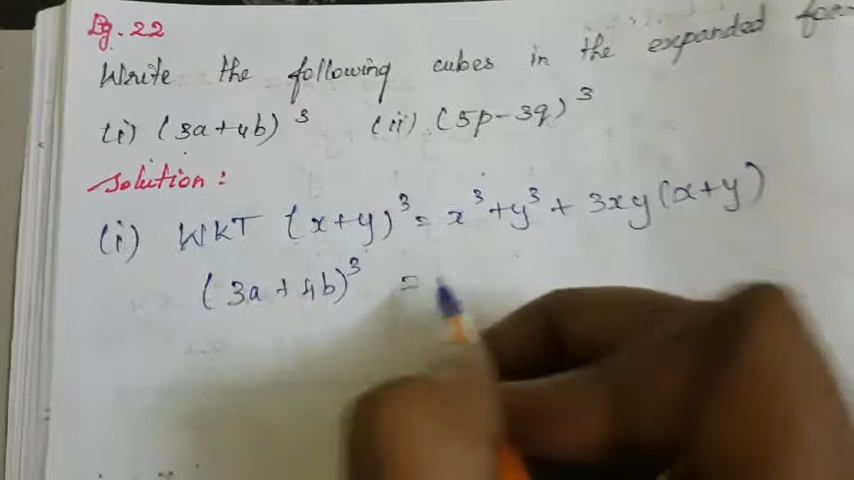 Pg. 22
Write the following cubes in the expanded
(i) (3a+4b)³ (ii) (5p-3q)³
Solution:
(i) WKT (x+y)³ = x³+y³+3xy(x+y)
(3a+4b)³ =